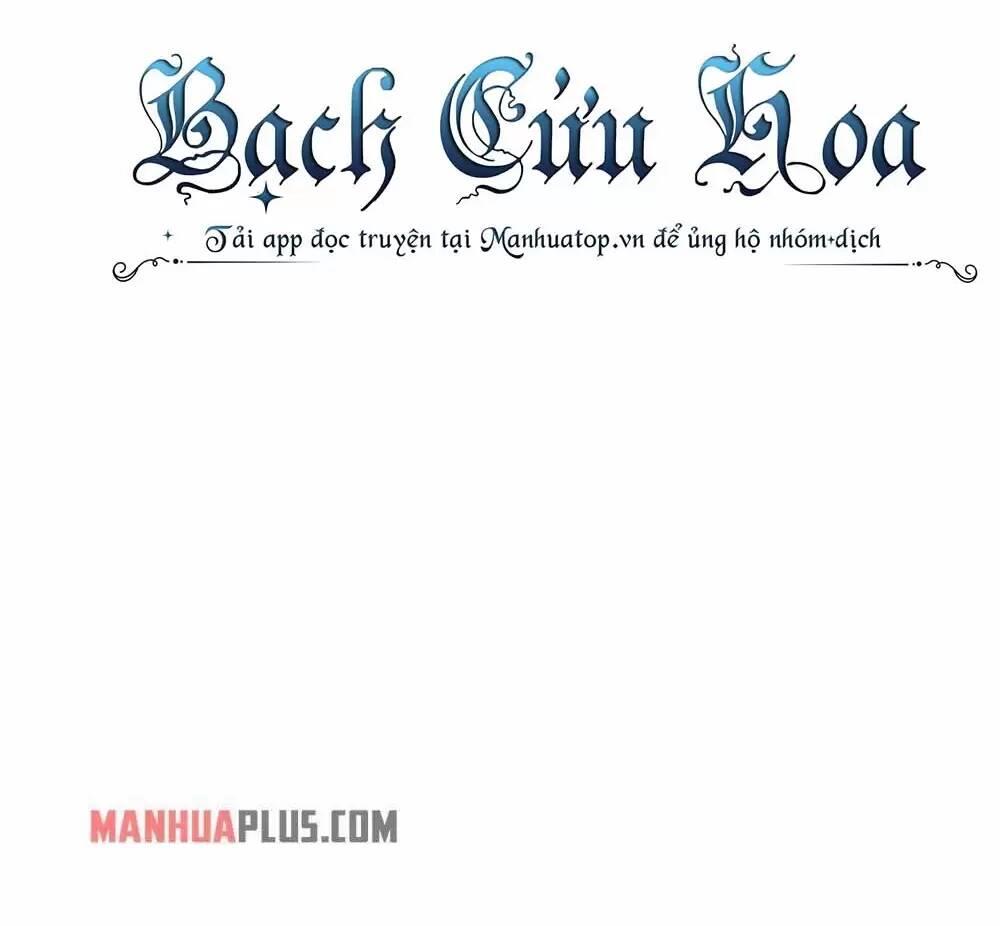 Bạch Cửu Hoa
Tải app đọc truyện tại Manhuatop.vn để ủng hộ nhóm dịch
MANHUAPLUS.COM